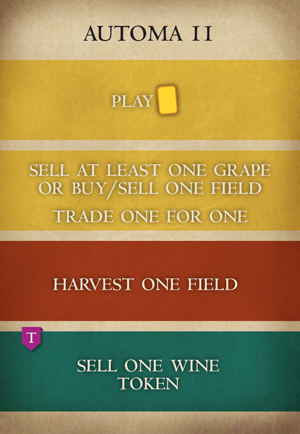 AUTOMA 11
PLAY
SELL AT LEAST ONE GRAPE
OR BUY/SELL ONE FIELD
TRADE ONE FOR ONE
HARVEST ONE FIELD
T
SELL ONE WINE
TOKEN